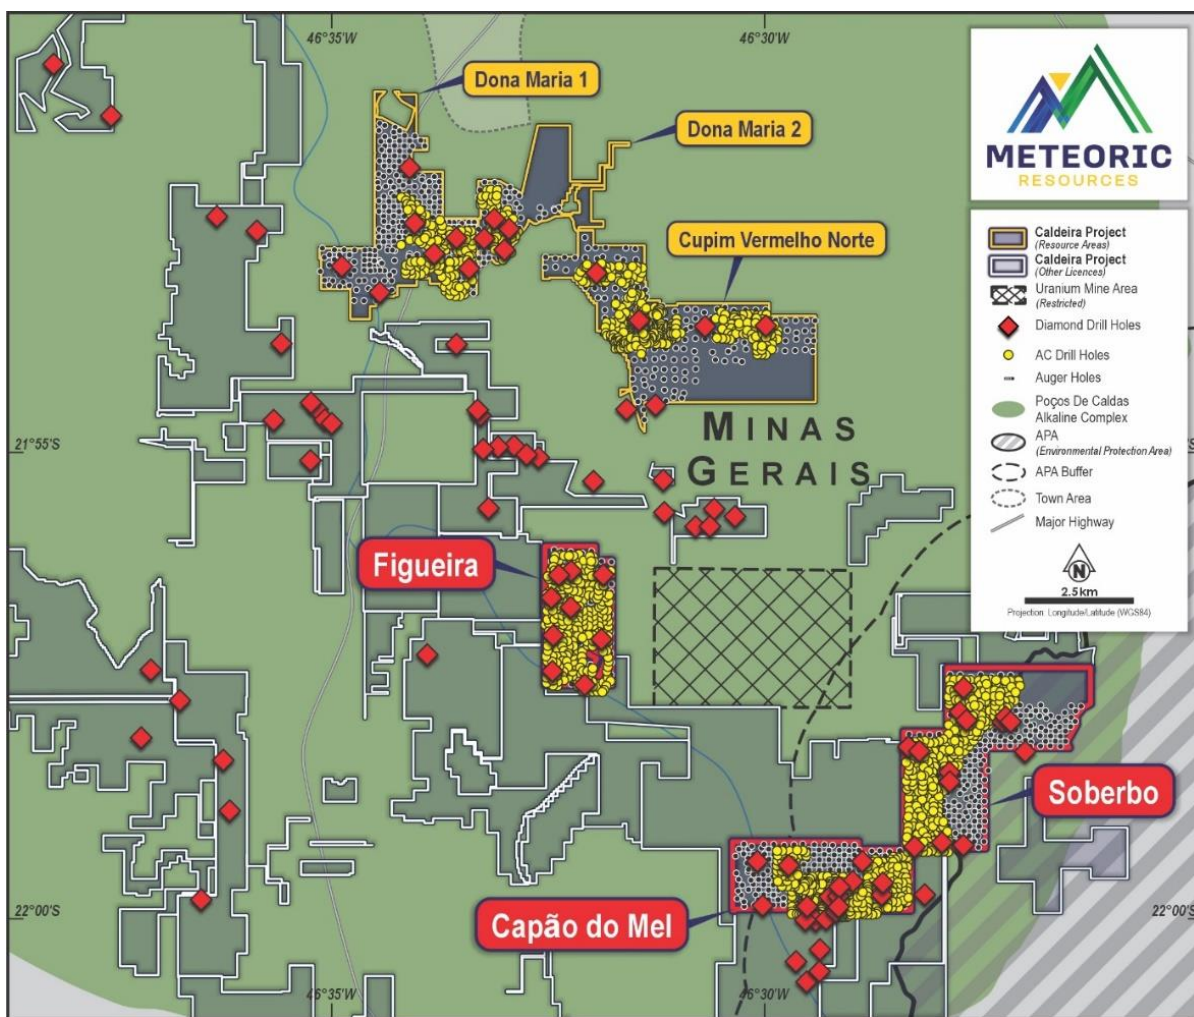 46°35'W
46°30'W
Dona Maria 1
Dona Maria 2
Cupim Vermelho Norte
METEORIC
RESOURCES
Caldeira Project
(Resource Areas)
Caldeira Project
(Other Licences)
Uranium Mine Area
(Restricted)
Diamond Drill Holes
AC Drill Holes
Auger Holes
Poços De Caldas
Alkaline Complex
APA
(Environmental Protection Area)
APA Buffer
Town Area
Major Highway
N
2.5km
Projection: Longitude/Latitude (WGS84)
21°55'S
MINAS
GERAIS
Figueira
Soberbo
Capão do Mel
22°00'S
22°00'S
46°35'W
46°30'W